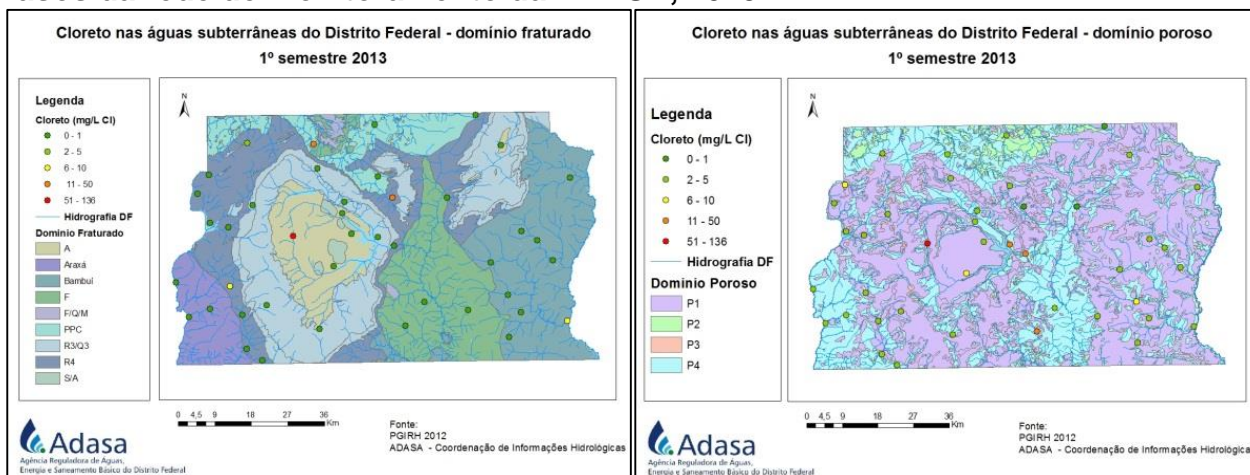 Cloreto nas águas subterrâneas do Distrito Federal - domínio fraturado
1º semestre 2013
N
Legenda
Cloreto (mg/L Cl)
0 - 1
2 - 5
6 - 10
11 - 50
51 - 136
Hidrografia DF
Domínio Fraturado
A
Araxá
Bambuí
F
F/Q/M
PPC
R3/Q3
R4
S/A
0 4,5 9 18 27 36
Km
Fonte:
PGIRH 2012
ADASA - Coordenação de Informações Hidrológicas
Adasa
Agência Reguladora de Águas,
Energia e Saneamento Básico do Distrito Federal
Cloreto nas águas subterrâneas do Distrito Federal - domínio poroso
1º semestre 2013
N
Legenda
Cloreto (mg/L Cl)
0 - 1
2 - 5
6 - 10
11 - 50
51 - 136
Hidrografia DF
Domínio Poroso
P1
P2
P3
P4
0 4,5 9 18 27 36
Km
Fonte:
PGIRH 2012
ADASA - Coordenação de Informações Hidrológica
Adasa
Agência Reguladora de Águas,
Energia e Saneamento Básico do Distrito Federal